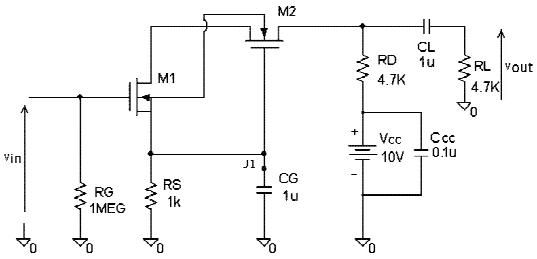 M2
M1
CL
1u
RD
4.7K
RL
4.7K
vout
0
vin
+
Vcc
10V
-
Ccc
0.1u
J1
RG
1MEG
RS
1k
CG
1u
0
0
0
0